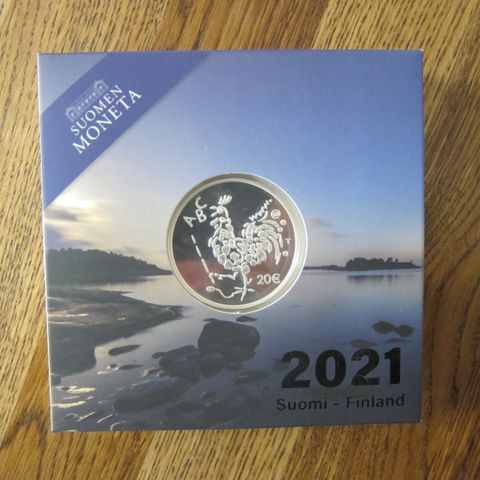 SUOMEN
MONETA
ABC
@
20€
2021
Suomi - Finland